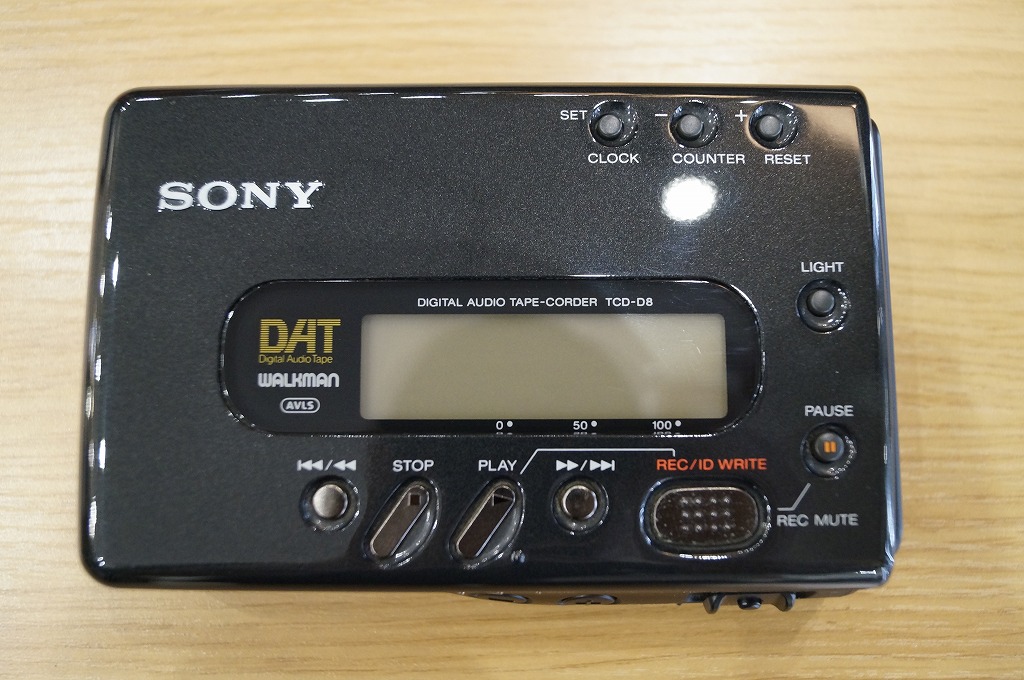 SET - +
CLOCK COUNTER RESET
SONY
LIGHT
DIGITAL AUDIO TAPE-CORDER TCD-D8
DAT
Digital Audio Tape
WALKMAN
AVLS
0 50 100
PAUSE
STOP PLAY REC/ID WRITE
REC MUTE